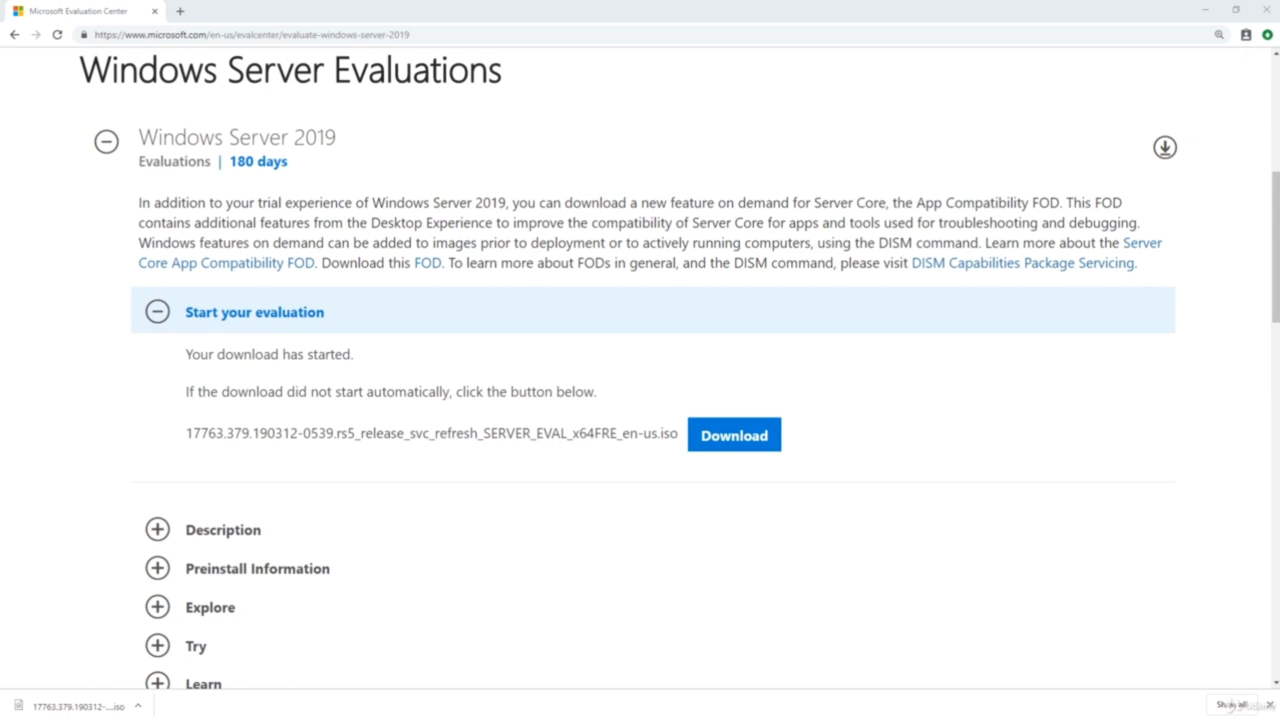 Microsoft Evaluation Center
https://www.microsoft.com/en-us/evalcenter/evaluate-windows-server-2019
Windows Server Evaluations
Windows Server 2019
Evaluations | 180 days
In addition to your trial experience of Windows Server 2019, you can download a new feature on demand for Server Core, the App Compatibility FOD. This FOD
contains additional features from the Desktop Experience to improve the compatibility of Server Core for apps and tools used for troubleshooting and debugging.
Windows features on demand can be added to images prior to deployment or to actively running computers, using the DISM command. Learn more about the Server
Core App Compatibility FOD. Download this FOD. To learn more about FODs in general, and the DISM command, please visit DISM Capabilities Package Servicing.
Start your evaluation
Your download has started.
If the download did not start automatically, click the button below.
17763.379.190312-0539.rs5_release_svc_refresh_SERVER_EVAL_x64FRE_en-us.iso Download
Description
Preinstall Information
Explore
Try
Learn
17763.379.190312-....iso